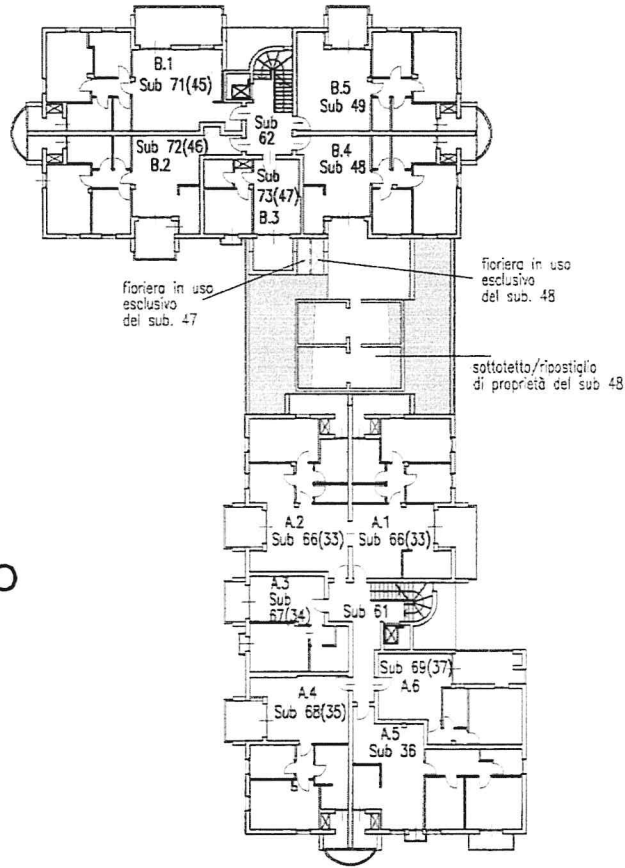 B.1
Sub 71(45)
B.5
Sub 49
Sub
62
Sub 72(46)
B.2
B.4
Sub 48
Sub
73(47)
B.3
fioriera in uso
esclusivo
del sub. 47
fioriera in uso
esclusivo
del sub. 48
sottotetto/ripostiglio
di proprietà del sub 48
A.2
Sub 66(33)
A.1
Sub 66(33)
O
A.3
Sub
67(34)
Sub 61
Sub 69(37)
A.6
A.4
Sub 68(35)
A.5
Sub 36